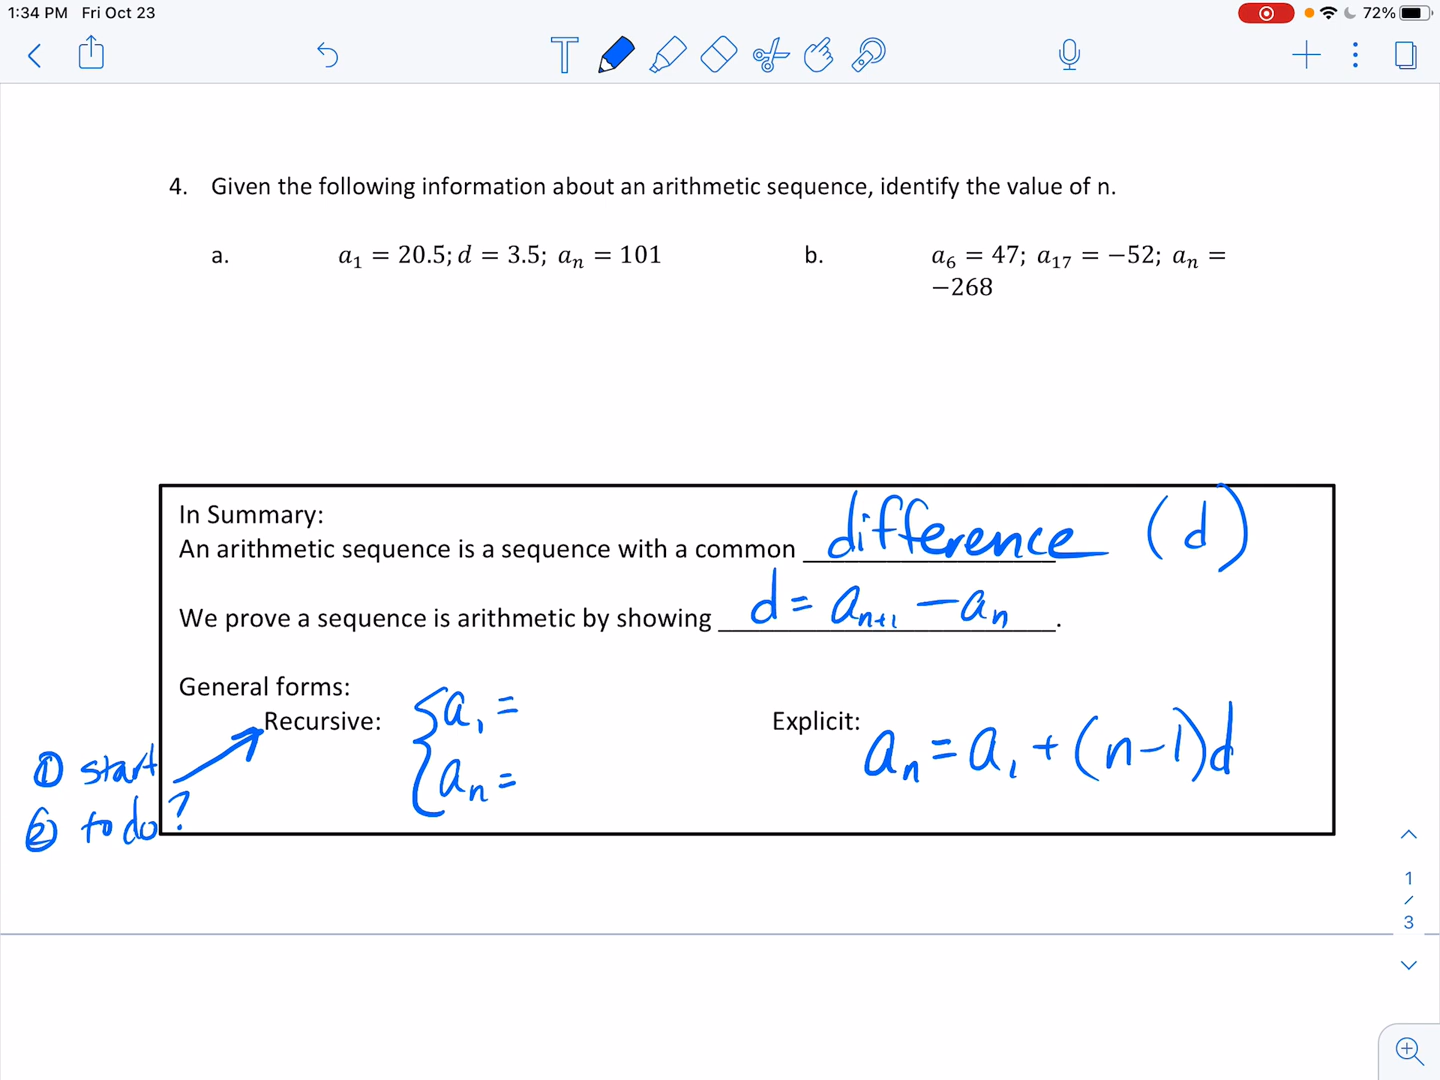 1:34 PM Fri Oct 23 72%
T
4. Given the following information about an arithmetic sequence, identify the value of n.
a. a₁ = 20.5; d = 3.5; aₙ = 101 b. a₆ = 47; a₁₇ = −52; aₙ =
−268
In Summary:
An arithmetic sequence is a sequence with a common difference (d)
We prove a sequence is arithmetic by showing d = aₙ₊₁ − aₙ.
General forms:
Recursive: { a₁ = Explicit: aₙ = a₁ + (n−1)d
aₙ =
① start
② to do?
1
/
3